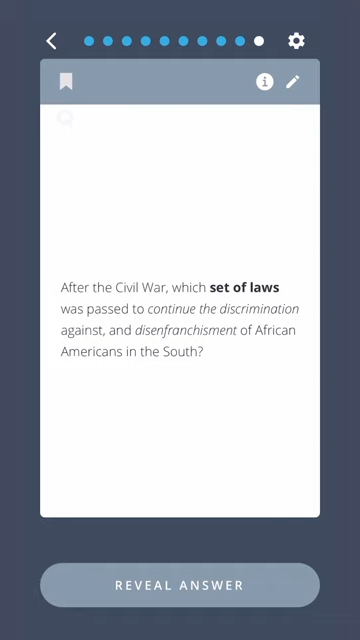 After the Civil War, which set of laws
was passed to continue the discrimination
against, and disenfranchisment of African
Americans in the South?
REVEAL ANSWER